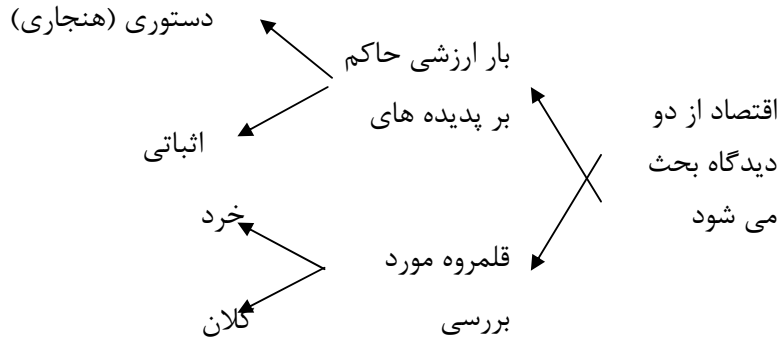 اقتصاد از دو
دیدگاه بحث
می شود
بار ارزشی حاکم
بر پدیده های
دستوری (هنجاری)
اثباتی
قلمروه مورد
بررسی
خرد
کلان